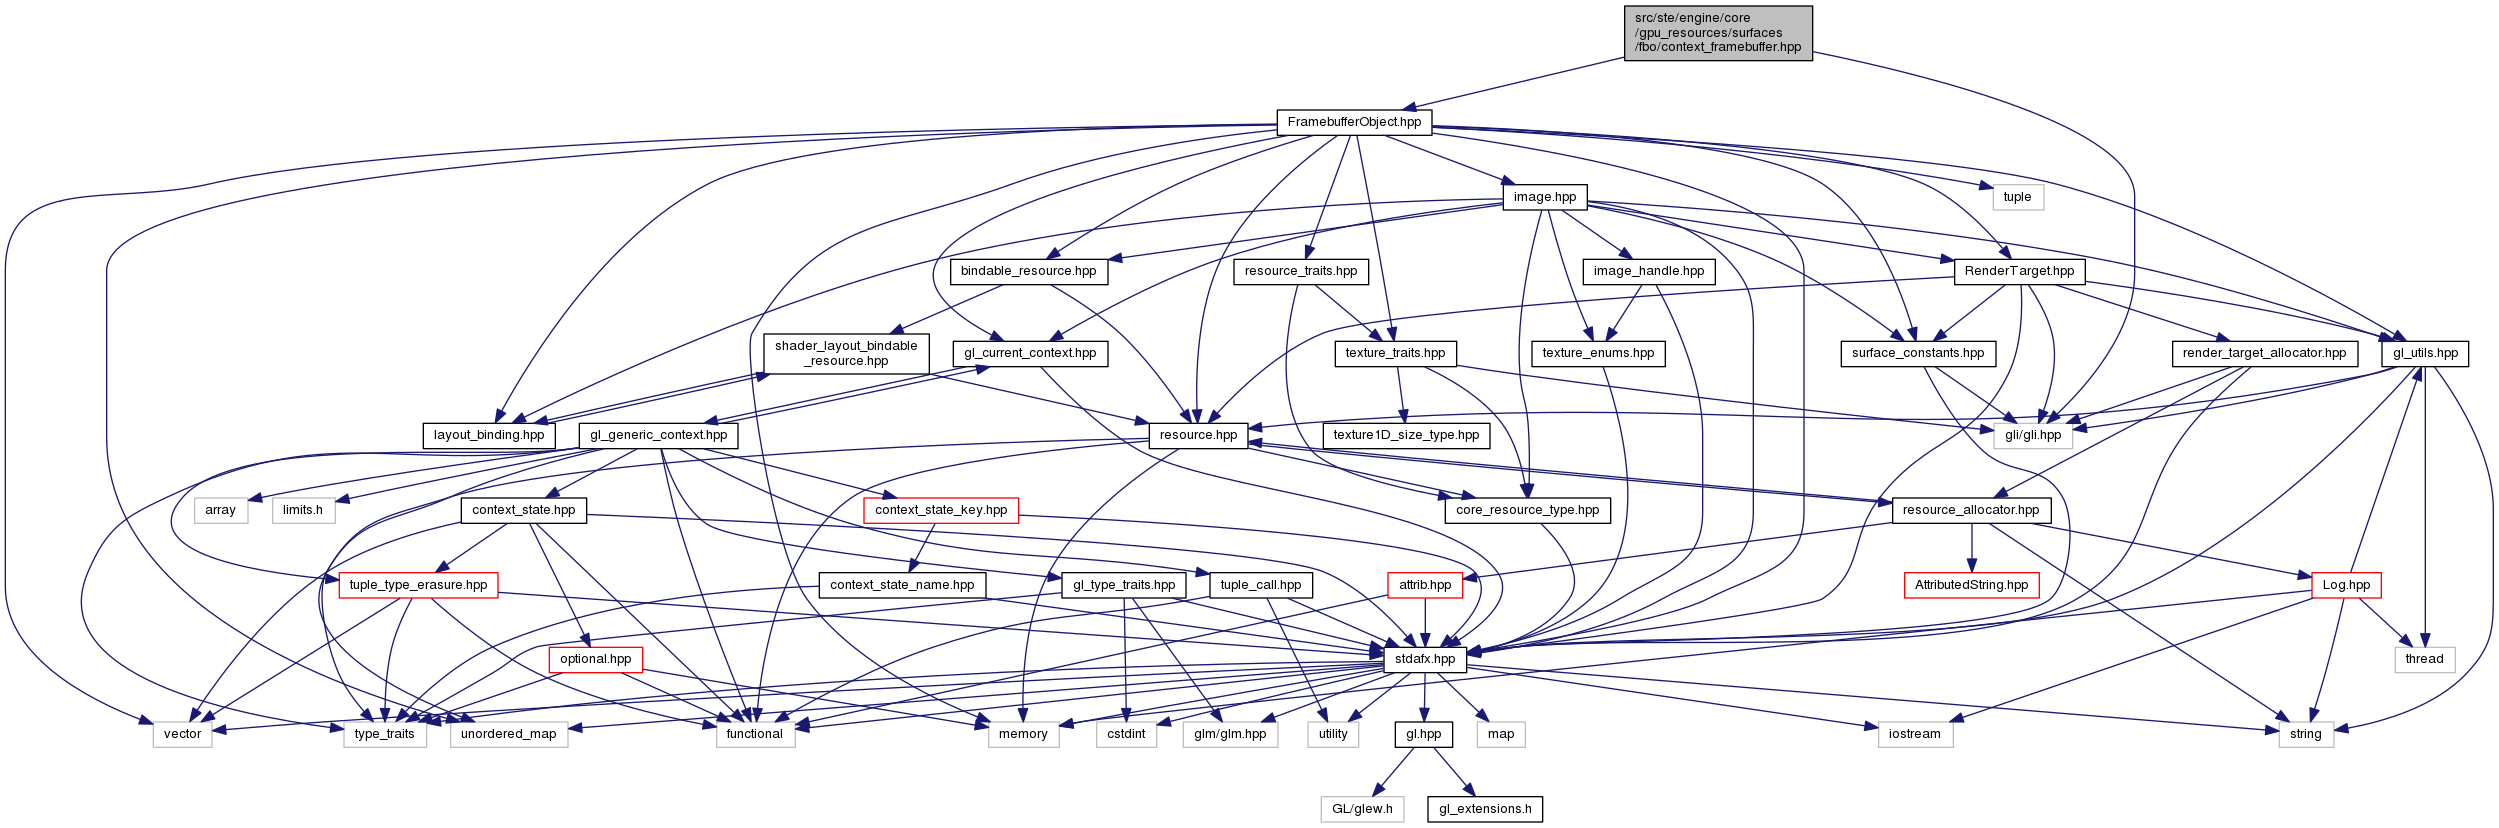 src/ste/engine/core
/gpu_resources/surfaces
/fbo/context_framebuffer.hpp
FramebufferObject.hpp
image.hpp
tuple
bindable_resource.hpp
resource_traits.hpp
image_handle.hpp
RenderTarget.hpp
shader_layout_bindable
_resource.hpp
gl_current_context.hpp
texture_traits.hpp
texture_enums.hpp
surface_constants.hpp
render_target_allocator.hpp
gl_utils.hpp
layout_binding.hpp
gl_generic_context.hpp
resource.hpp
texture1D_size_type.hpp
gli/gli.hpp
array
limits.h
context_state.hpp
context_state_key.hpp
core_resource_type.hpp
resource_allocator.hpp
tuple_type_erasure.hpp
context_state_name.hpp
gl_type_traits.hpp
tuple_call.hpp
attrib.hpp
AttributedString.hpp
Log.hpp
optional.hpp
stdafx.hpp
thread
vector
type_traits
unordered_map
functional
memory
cstdint
glm/glm.hpp
utility
gl.hpp
map
iostream
string
GL/glew.h
gl_extensions.h